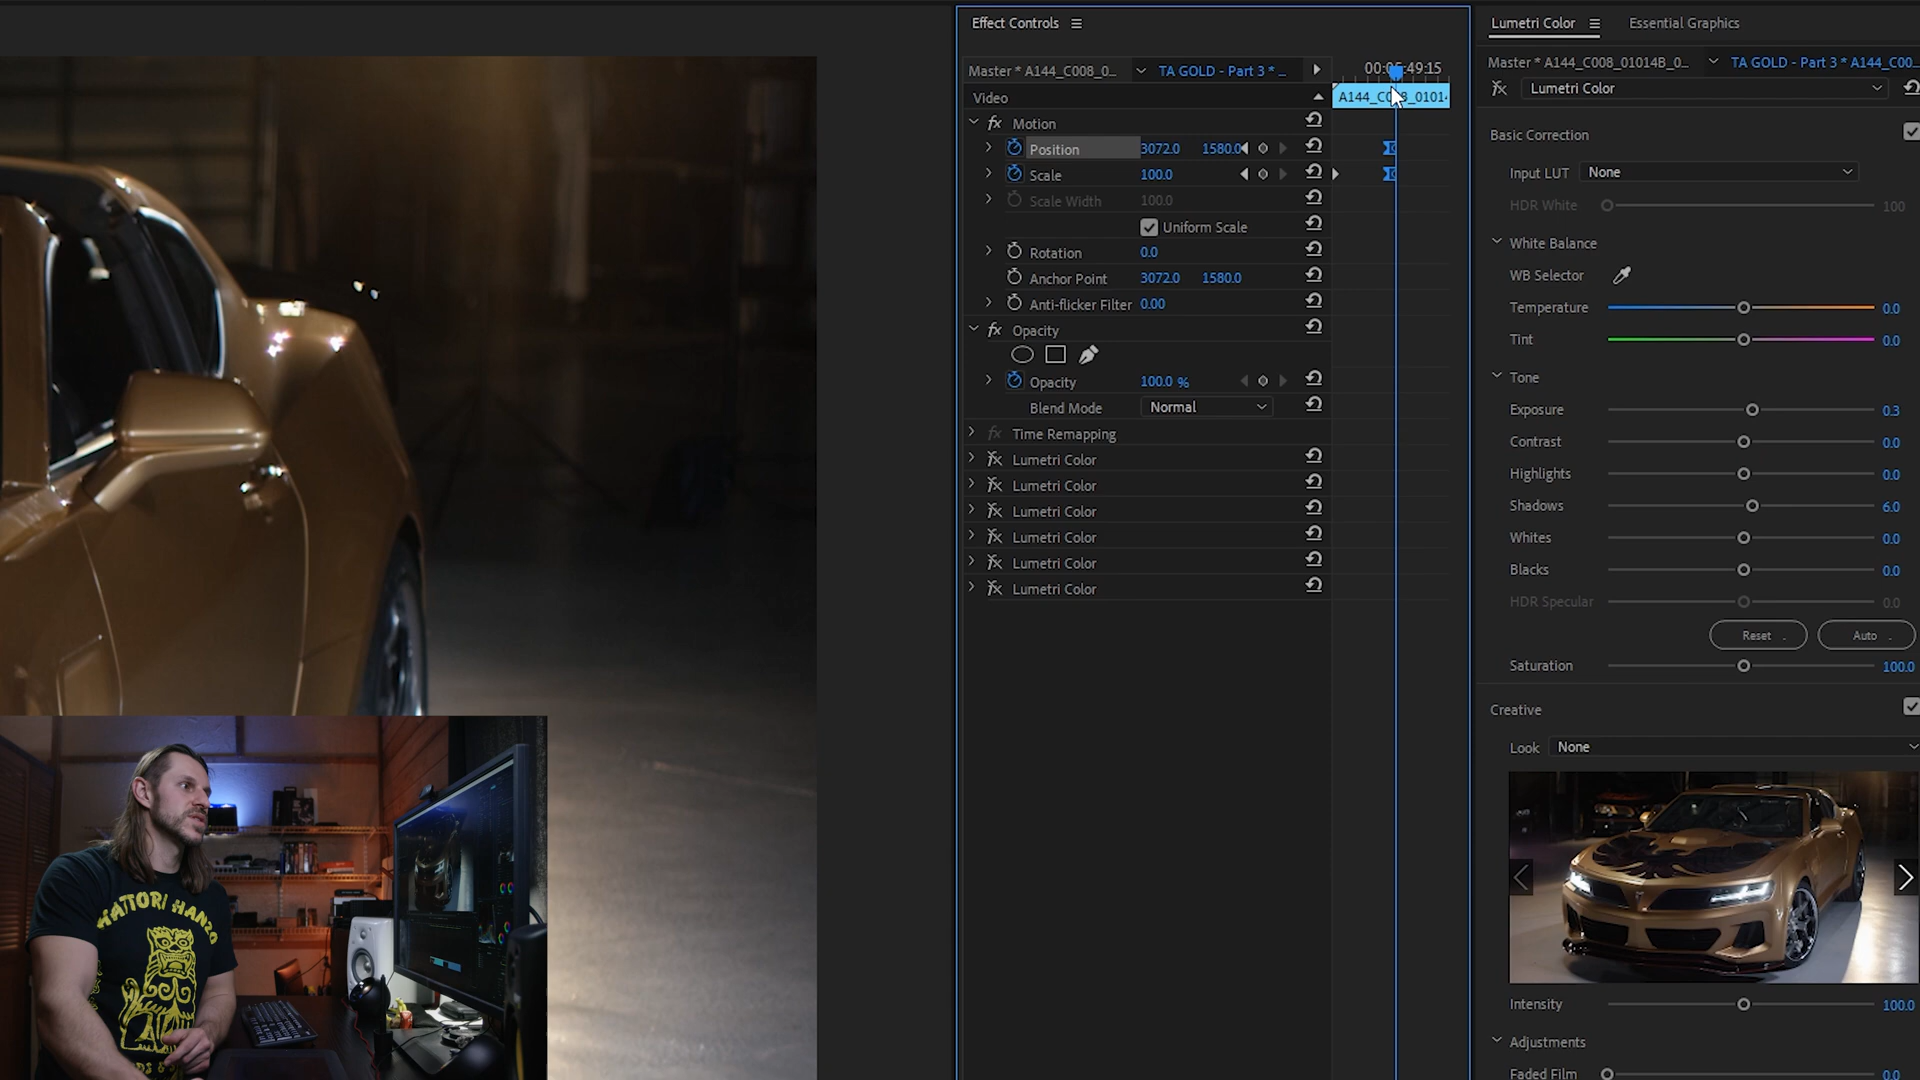 Effect Controls
Master * A144_C008_0...
TA GOLD - Part 3 * ...
Video
A144_C008_0101
Motion
Position 3072.0 1580.0
Scale 100.0
Scale Width 100.0
Uniform Scale
Rotation 0.0
Anchor Point 3072.0 1580.0
Anti-flicker Filter 0.00
Opacity
Opacity 100.0 %
Blend Mode Normal
Time Remapping
Lumetri Color
Lumetri Color
Lumetri Color
Lumetri Color
Lumetri Color
Lumetri Color
Lumetri Color Essential Graphics
Master * A144_C008_01014B_0... TA GOLD - Part 3 * A144_C00...
fx Lumetri Color
Basic Correction
Input LUT None
HDR White 100
White Balance
WB Selector
Temperature 0.0
Tint 0.0
Tone
Exposure 0.3
Contrast 0.0
Highlights 0.0
Shadows 6.0
Whites 0.0
Blacks 0.0
HDR Specular 0.0
Reset Auto
Saturation 100.0
Creative
Look None
Intensity 100.0
Adjustments
Faded Film 0.0
HATTORI HANZO